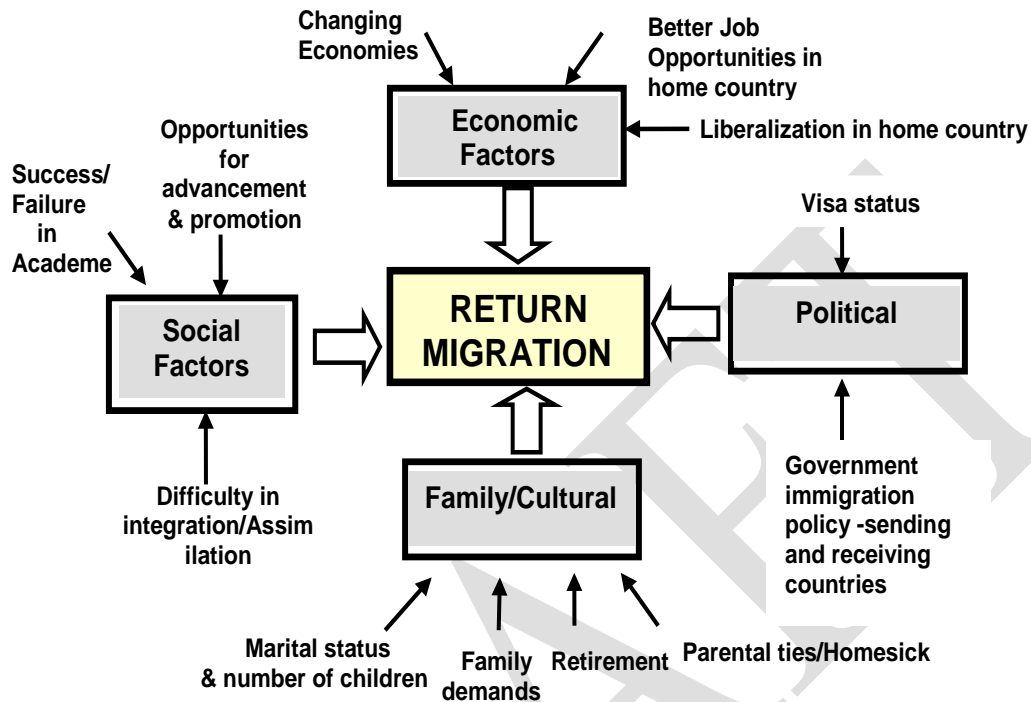 Changing
Economies
Better Job
Opportunities in
home country
Economic
Factors
Liberalization in home country
Opportunities
for
advancement
& promotion
Success/
Failure
in
Academe
Visa status
Social
Factors
RETURN
MIGRATION
Political
Difficulty in
integration/Assim
ilation
Family/Cultural
Government
immigration
policy -sending
and receiving
countries
Marital status
& number of children
Family
demands
Retirement
Parental ties/Homesick